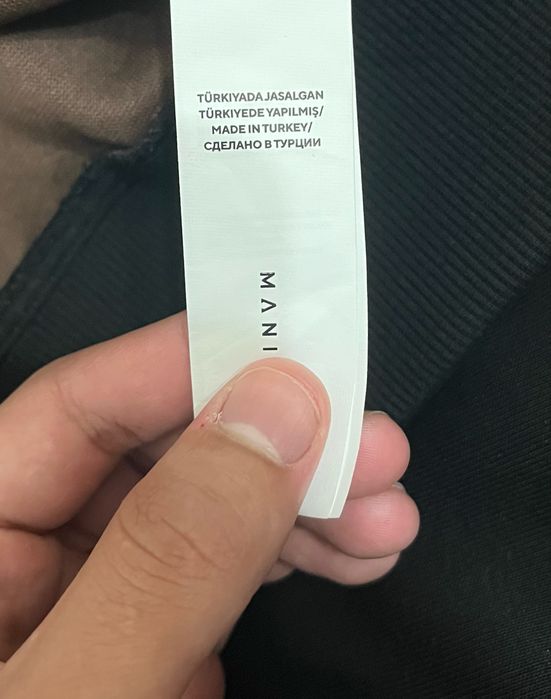 TÜRKIYADA JASALGAN
TÜRKIYEDE YAPILMIŞ/
MADE IN TURKEY/
СДЕЛАНО В ТУРЦИИ
MANI